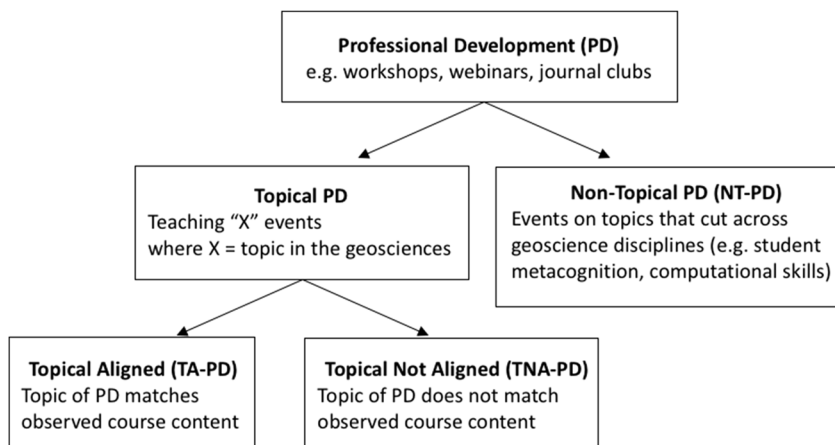 Professional Development (PD)
e.g. workshops, webinars, journal clubs
Topical PD
Teaching “X” events
where X = topic in the geosciences
Non-Topical PD (NT-PD)
Events on topics that cut across
geoscience disciplines (e.g. student
metacognition, computational skills)
Topical Aligned (TA-PD)
Topic of PD matches
observed course content
Topical Not Aligned (TNA-PD)
Topic of PD does not match
observed course content